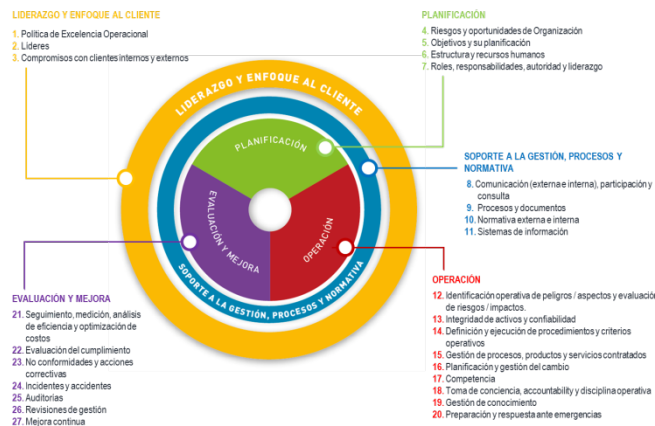 LIDERAZGO Y ENFOQUE AL CLIENTE
1. Política de Excelencia Operacional
2. Lideres
3. Compromisos con clientes internos y externos
PLANIFICACIÓN
4. Riesgos y oportunidades de Organización
5. Objetivos y su planificación
6. Estructura y recursos humanos
7. Roles, responsabilidades, autoridad y liderazgo
LIDERAZGO Y ENFOQUE AL CLIENTE
PLANIFICACIÓN
EVALUACIÓN Y MEJORA
OPERACIÓN
SOPORTE A LA GESTIÓN, PROCESOS Y NORMATIVA
SOPORTE A LA GESTIÓN, PROCESOS Y
NORMATIVA
8. Comunicación (externa e interna), participación y
consulta
9. Procesos y documentos
10. Normativa externa e interna
11. Sistemas de información
OPERACIÓN
12. Identificación operativa de peligros / aspectos y evaluación
de riesgos / impactos.
13. Integridad de activos y confiabilidad
14. Definición y ejecución de procedimientos y criterios
operativos
15. Gestión de procesos, productos y servicios contratados
16. Planificación y gestión del cambio
17. Competencia
18. Toma de conciencia, accountability y disciplina operativa
19. Gestión de conocimiento
20. Preparación y respuesta ante emergencias
EVALUACIÓN Y MEJORA
21. Seguimiento, medición, análisis
de eficiencia y optimización de
costos
22. Evaluación del cumplimiento
23. No conformidades y acciones
correctivas
24. Incidentes y accidentes
25. Auditorías
26. Revisiones de gestión
27. Mejora continua